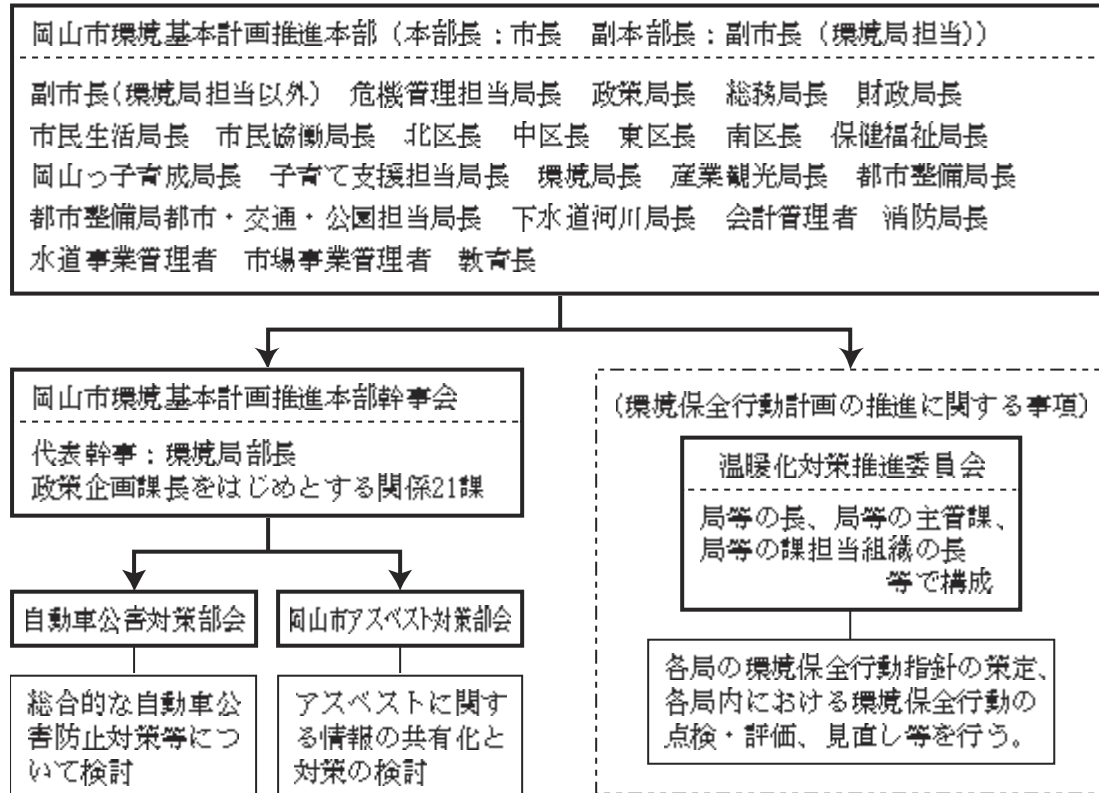 岡山市環境基本計画推進本部（本部長：市長　副本部長：副市長（環境局担当））
副市長(環境局担当以外)　危機管理担当局長　政策局長　総務局長　財政局長
市民生活局長　市民協働局長　北区長　中区長　東区長　南区長　保健福祉局長
岡山っ子育成局長　子育て支援担当局長　環境局長　産業観光局長　都市整備局長
都市整備局都市・交通・公園担当局長　下水道河川局長　会計管理者　消防局長
水道事業管理者　市場事業管理者　教育長
岡山市環境基本計画推進本部幹事会
代表幹事：環境局部長
政策企画課長をはじめとする関係21課
自動車公害対策部会
総合的な自動車公
害防止対策等につ
いて検討
岡山市アスベスト対策部会
アスベストに関す
る情報の共有化と
対策の検討
(環境保全行動計画の推進に関する事項)
温暖化対策推進委員会
局等の長、局等の主管課、
局等の課担当組織の長
等で構成
各局の環境保全行動指針の策定、
各局内における環境保全行動の
点検・評価、見直し等を行う。